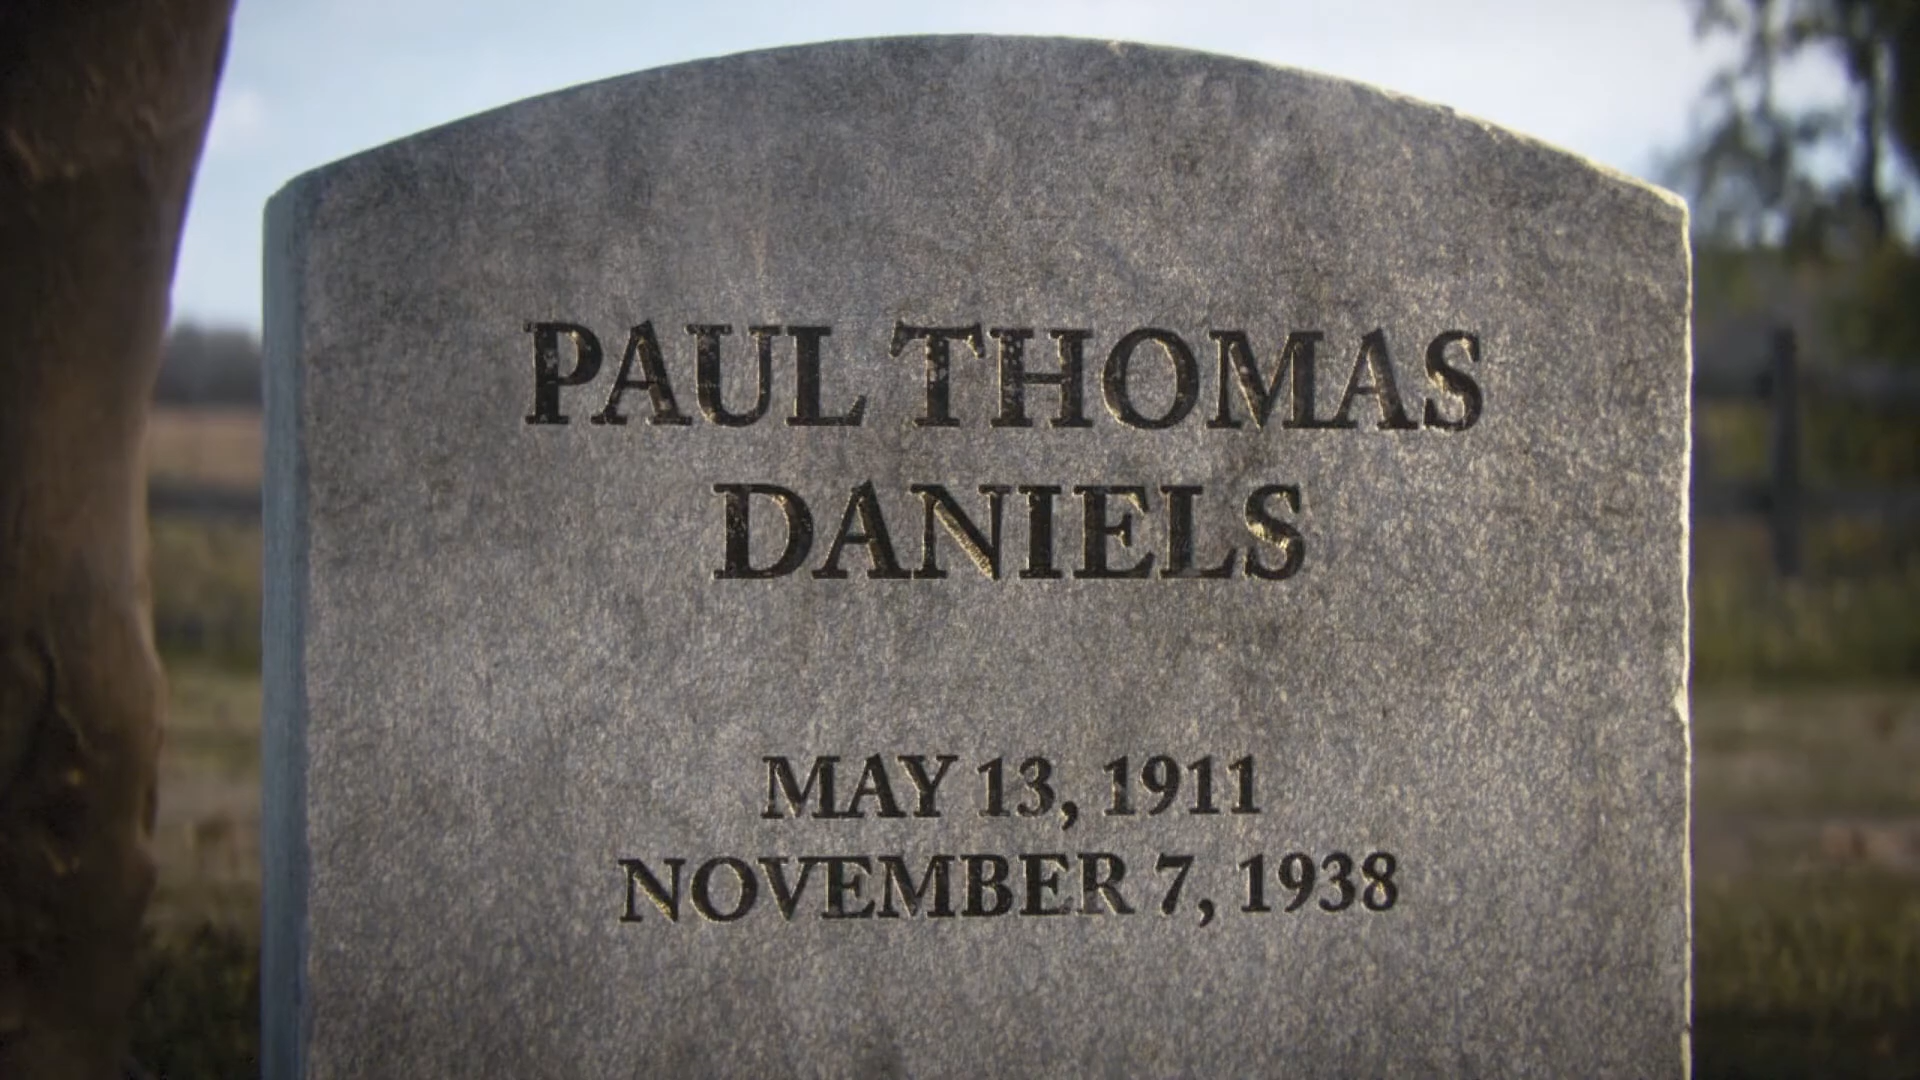 PAUL THOMAS
DANIELS
MAY 13, 1911
NOVEMBER 7, 1938